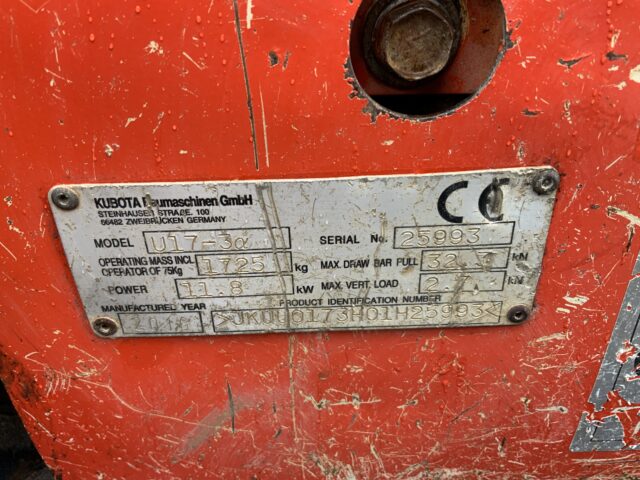 KUBOTA Baumaschinen GmbH
STEINHAUSER STRAßE. 100
66482 ZWEIBRÜCKEN GERMANY
CE
MODEL U17-3α SERIAL No. 25993
OPERATING MASS INCL. OPERATOR OF 75Kg 1725 kg MAX. DRAW BAR PULL kN
POWER 11.8 kW MAX. VERT. LOAD kN
MANUFACTURED YEAR PRODUCT IDENTIFICATION NUMBER